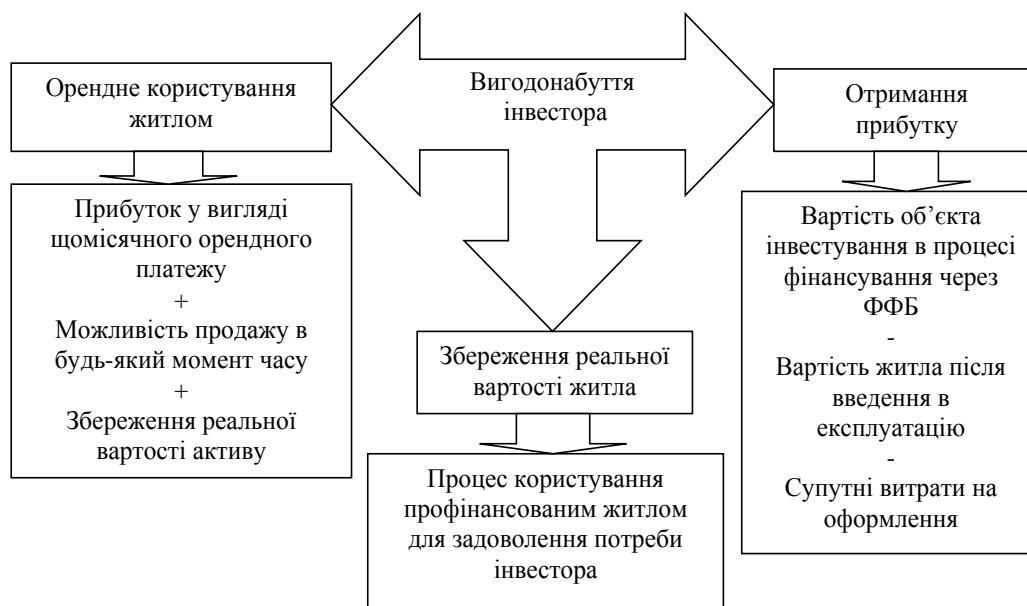 Вигодонабуття
інвестора
Орендне користування
житлом
Отримання
прибутку
Прибуток у вигляді
щомісячного орендного
платежу
+
Можливість продажу в
будь-який момент часу
+
Збереження реальної
вартості активу
Збереження реальної
вартості житла
Процес користування
профінансованим житлом
для задоволення потреби
інвестора
Вартість об’єкта
інвестування в процесі
фінансування через
ФФБ
-
Вартість житла після
введення в
експлуатацію
-
Супутні витрати на
оформлення